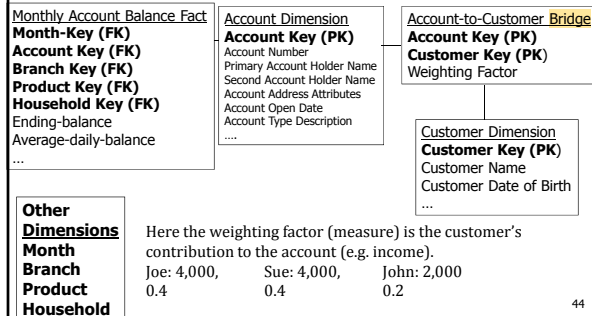 Monthly Account Balance Fact
Month-Key (FK)
Account Key (FK)
Branch Key (FK)
Product Key (FK)
Household Key (FK)
Ending-balance
Average-daily-balance
…
Account Dimension
Account Key (PK)
Account Number
Primary Account Holder Name
Second Account Holder Name
Account Address Attributes
Account Open Date
Account Type Description
….
Account-to-Customer Bridge
Account Key (PK)
Customer Key (PK)
Weighting Factor
Customer Dimension
Customer Key (PK)
Customer Name
Customer Date of Birth
…
Other
Dimensions
Month
Branch
Product
Household
Here the weighting factor (measure) is the customer's
contribution to the account (e.g. income).
Joe: 4,000, Sue: 4,000, John: 2,000
0.4 0.4 0.2
44